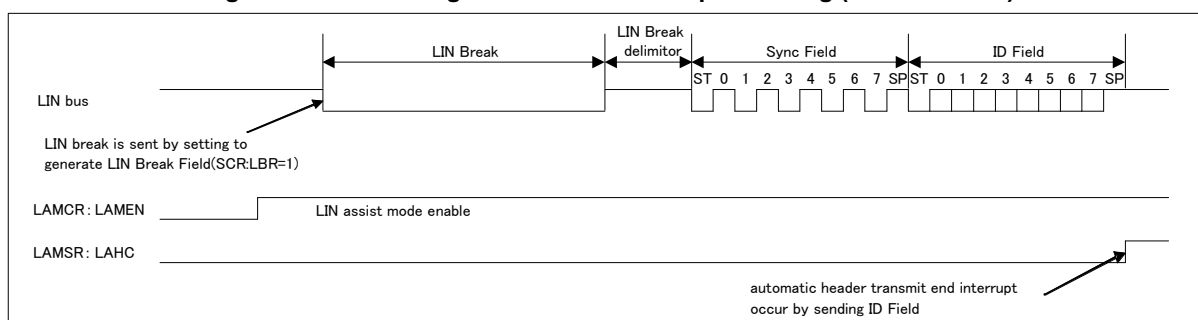 LIN Break
LIN Break
delimitor
Sync Field
ID Field
ST 0 1 2 3 4 5 6 7 SP ST 0 1 2 3 4 5 6 7 SP
LIN bus
LIN break is sent by setting to
generate LIN Break Field(SCR:LBR=1)
LAMCR: LAMEN
LIN assist mode enable
LAMSR: LAHC
automatic header transmit end interrupt
occur by sending ID Field